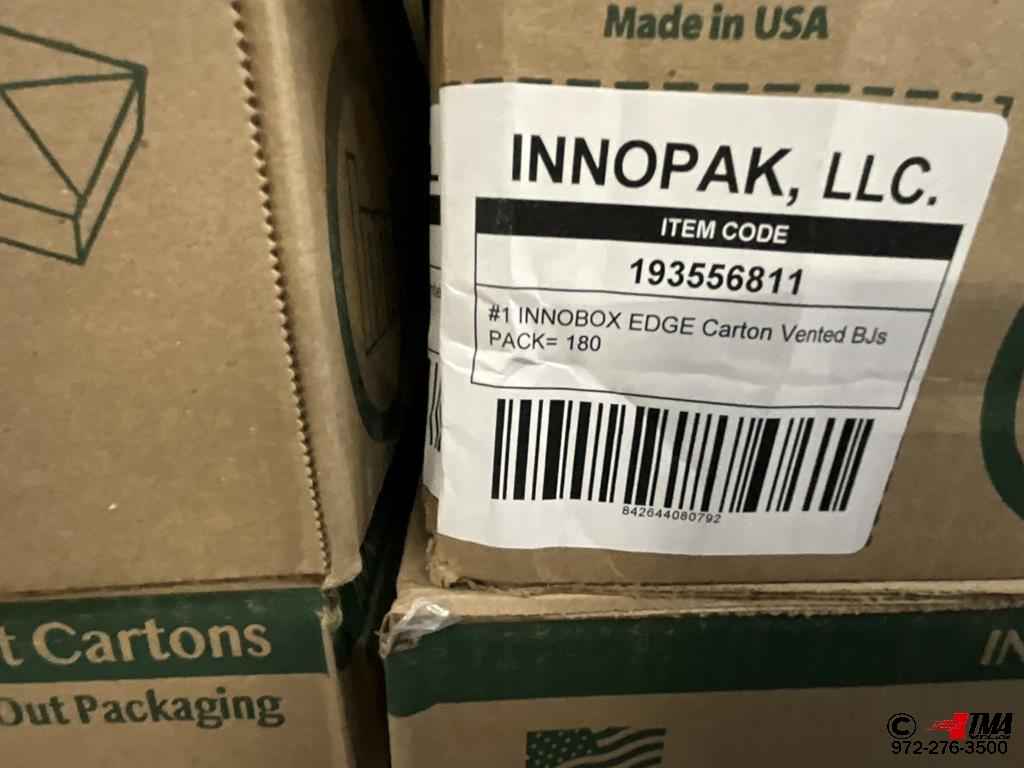 Made in USA
INNOPAK, LLC.
ITEM CODE
193556811
#1 INNOBOX EDGE Carton Vented BJs
PACK= 180
842644080792
t Cartons
Out Packaging
IN
© TMA
972-276-3500